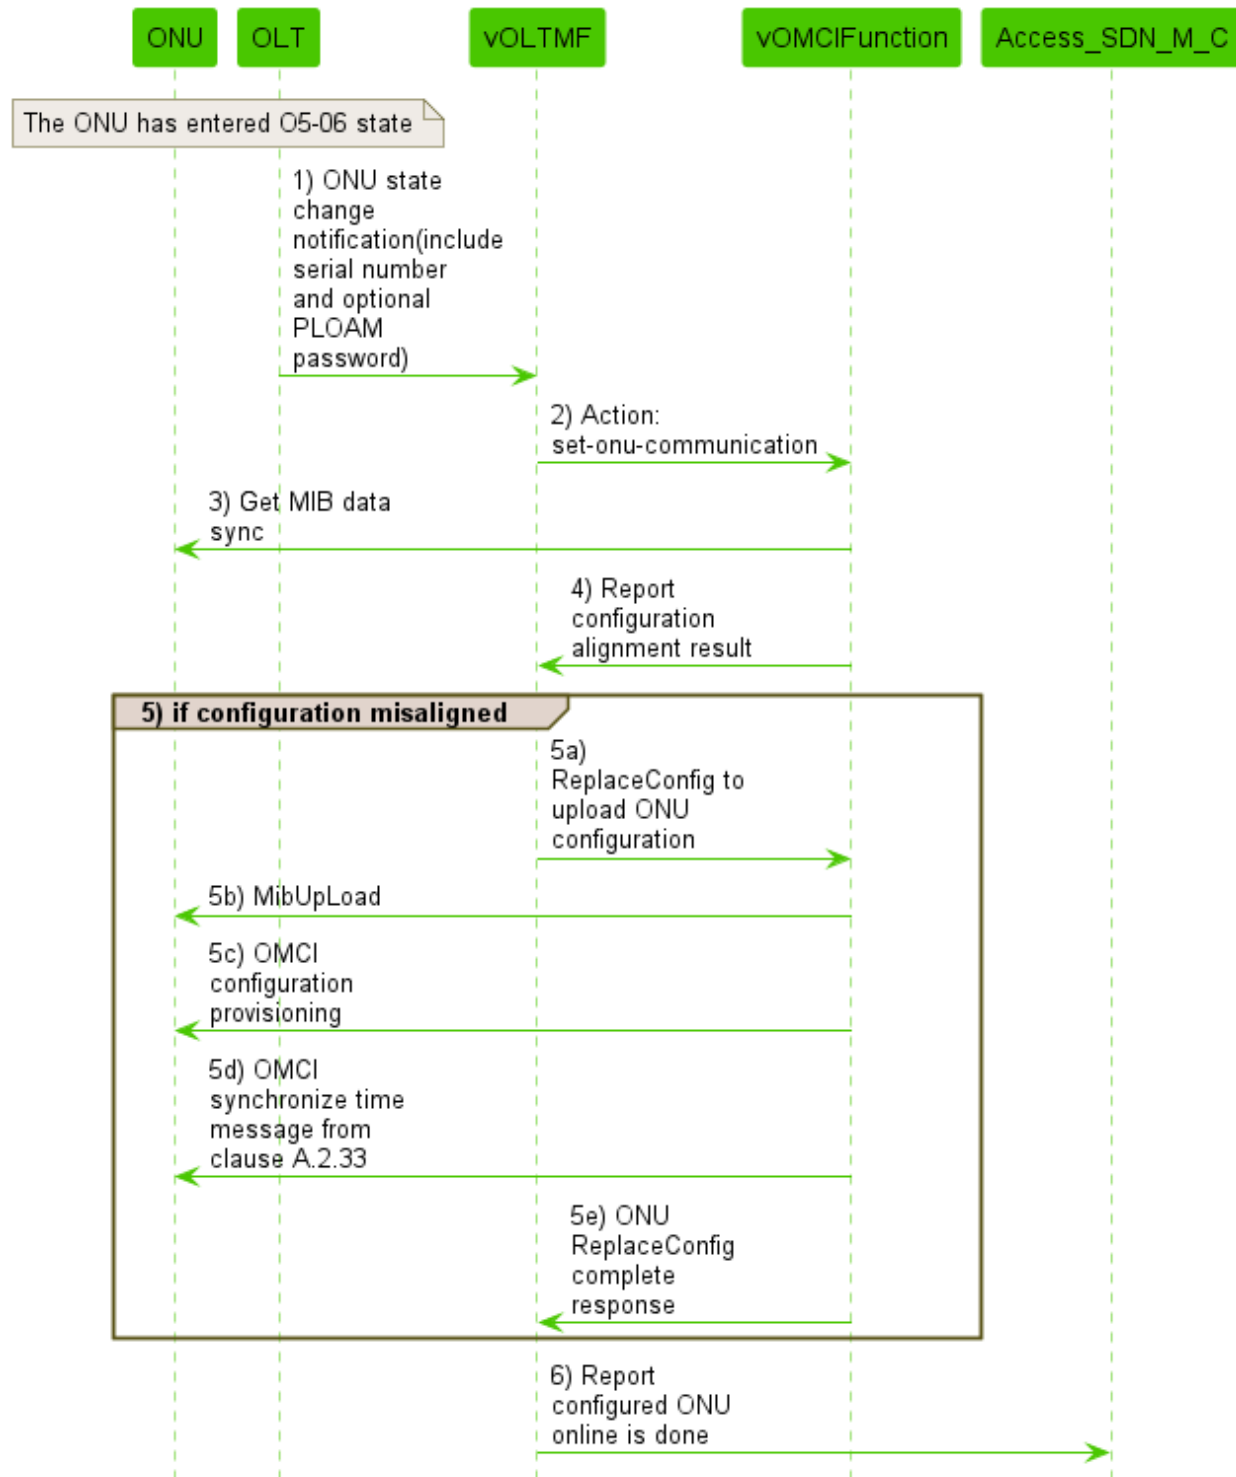 ONU
OLT
vOLTMF
vOMCIFunction
Access_SDN_M_C
The ONU has entered O5-06 state
1) ONU state
change
notification(include
serial number
and optional
PLOAM
password)
2) Action:
set-onu-communication
3) Get MIB data
sync
4) Report
configuration
alignment result
5) if configuration misaligned
5a)
ReplaceConfig to
upload ONU
configuration
5b) MibUpLoad
5c) OMCI
configuration
provisioning
5d) OMCI
synchronize time
message from
clause A.2.33
5e) ONU
ReplaceConfig
complete
response
6) Report
configured ONU
online is done